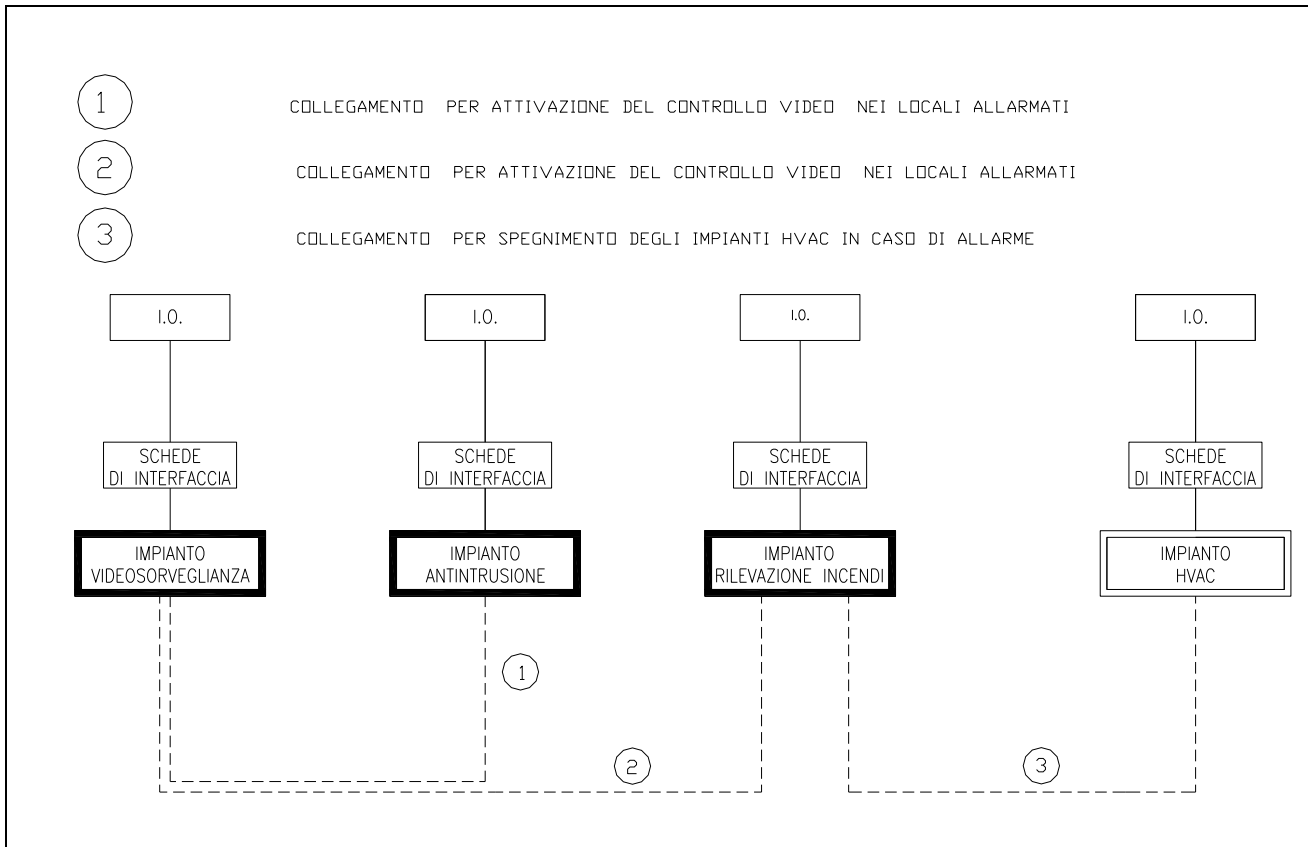 1
COLLEGAMENTO PER ATTIVAZIONE DEL CONTROLLO VIDEO NEI LOCALI ALLARMATI
2
COLLEGAMENTO PER ATTIVAZIONE DEL CONTROLLO VIDEO NEI LOCALI ALLARMATI
3
COLLEGAMENTO PER SPEGNIMENTO DEGLI IMPIANTI HVAC IN CASO DI ALLARME
I.O.
I.O.
I.O.
I.O.
SCHEDE
DI INTERFACCIA
SCHEDE
DI INTERFACCIA
SCHEDE
DI INTERFACCIA
SCHEDE
DI INTERFACCIA
IMPIANTO
VIDEOSORVEGLIANZA
IMPIANTO
ANTINTRUSIONE
IMPIANTO
RILEVAZIONE INCENDI
IMPIANTO
HVAC
1
2
3